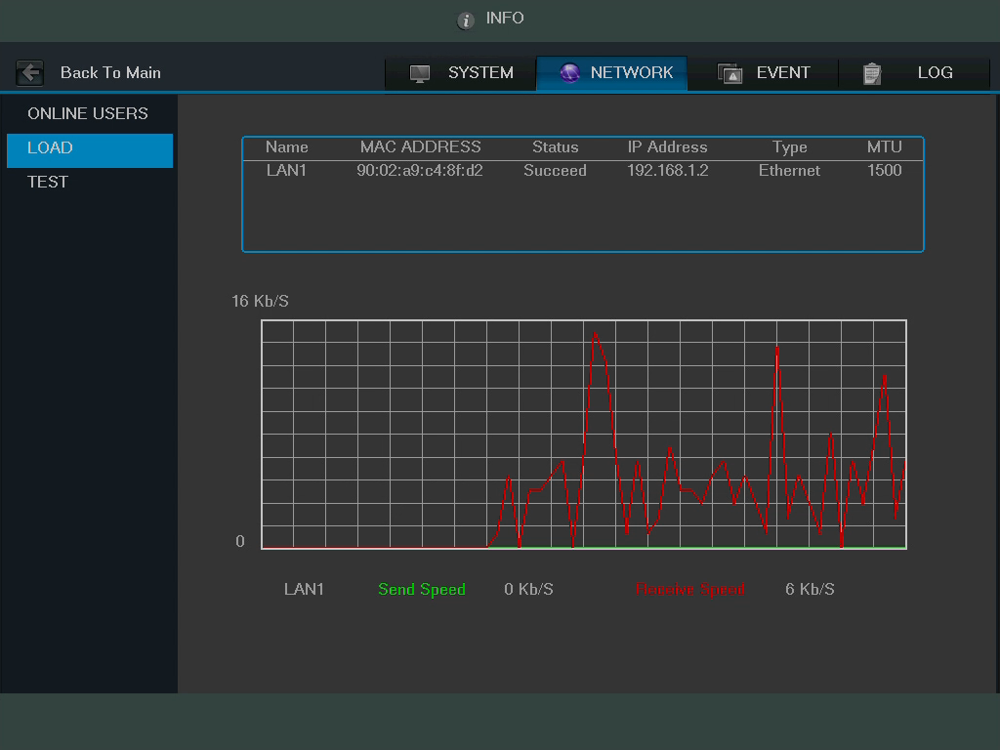 INFO
Back To Main
SYSTEM
NETWORK
EVENT
LOG
ONLINE USERS
LOAD
TEST
Name MAC ADDRESS Status IP Address Type MTU
LAN1 90:02:a9:c4:8f:d2 Succeed 192.168.1.2 Ethernet 1500
16 Kb/S
0
LAN1 Send Speed 0 Kb/S Receive Speed 6 Kb/S